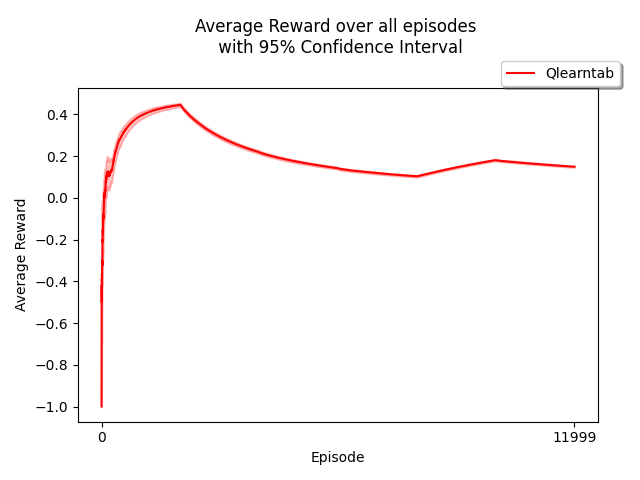 Average Reward over all episodes
with 95% Confidence Interval
Qlearntab
0.4
0.2
0.0
−0.2
−0.4
−0.6
−0.8
−1.0
Average Reward
0
11999
Episode